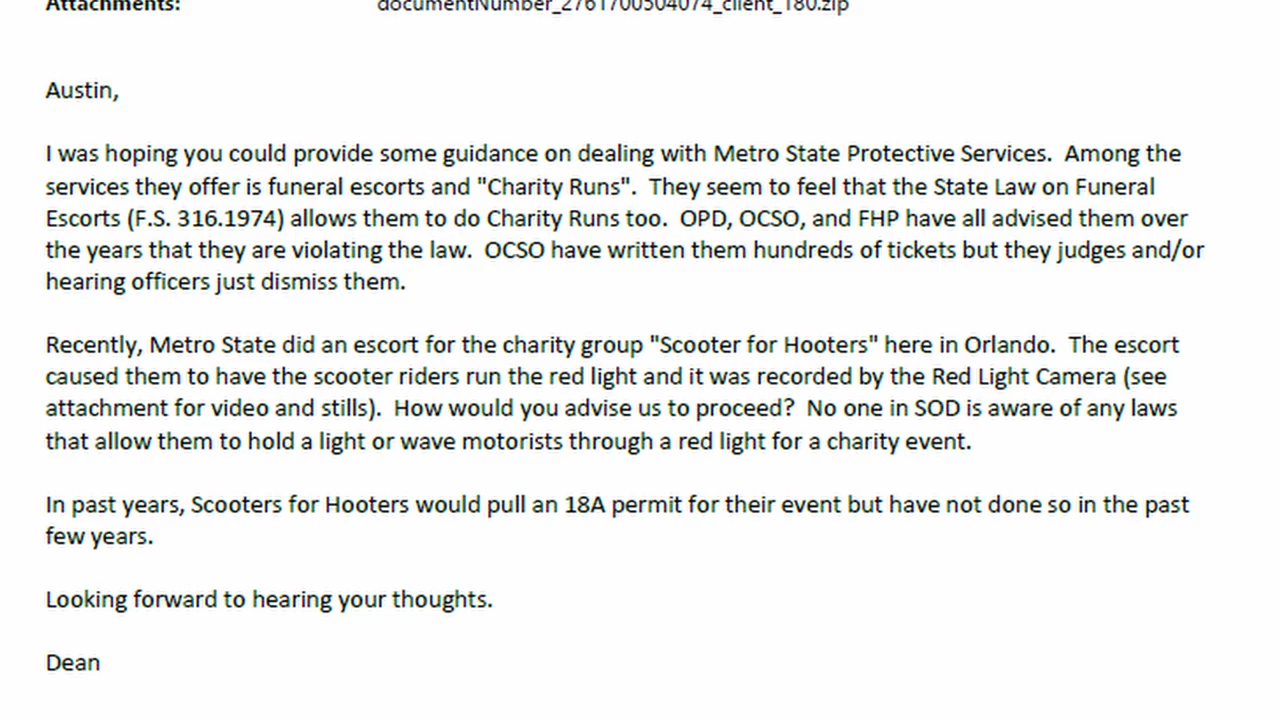 Attachments: documentNumber_2761700504074_client_180.zip
Austin,
I was hoping you could provide some guidance on dealing with Metro State Protective Services.  Among the
services they offer is funeral escorts and "Charity Runs".  They seem to feel that the State Law on Funeral
Escorts (F.S. 316.1974) allows them to do Charity Runs too.  OPD, OCSO, and FHP have all advised them over
the years that they are violating the law.  OCSO have written them hundreds of tickets but they judges and/or
hearing officers just dismiss them.
Recently, Metro State did an escort for the charity group "Scooter for Hooters" here in Orlando.  The escort
caused them to have the scooter riders run the red light and it was recorded by the Red Light Camera (see
attachment for video and stills).  How would you advise us to proceed?  No one in SOD is aware of any laws
that allow them to hold a light or wave motorists through a red light for a charity event.
In past years, Scooters for Hooters would pull an 18A permit for their event but have not done so in the past
few years.
Looking forward to hearing your thoughts.
Dean